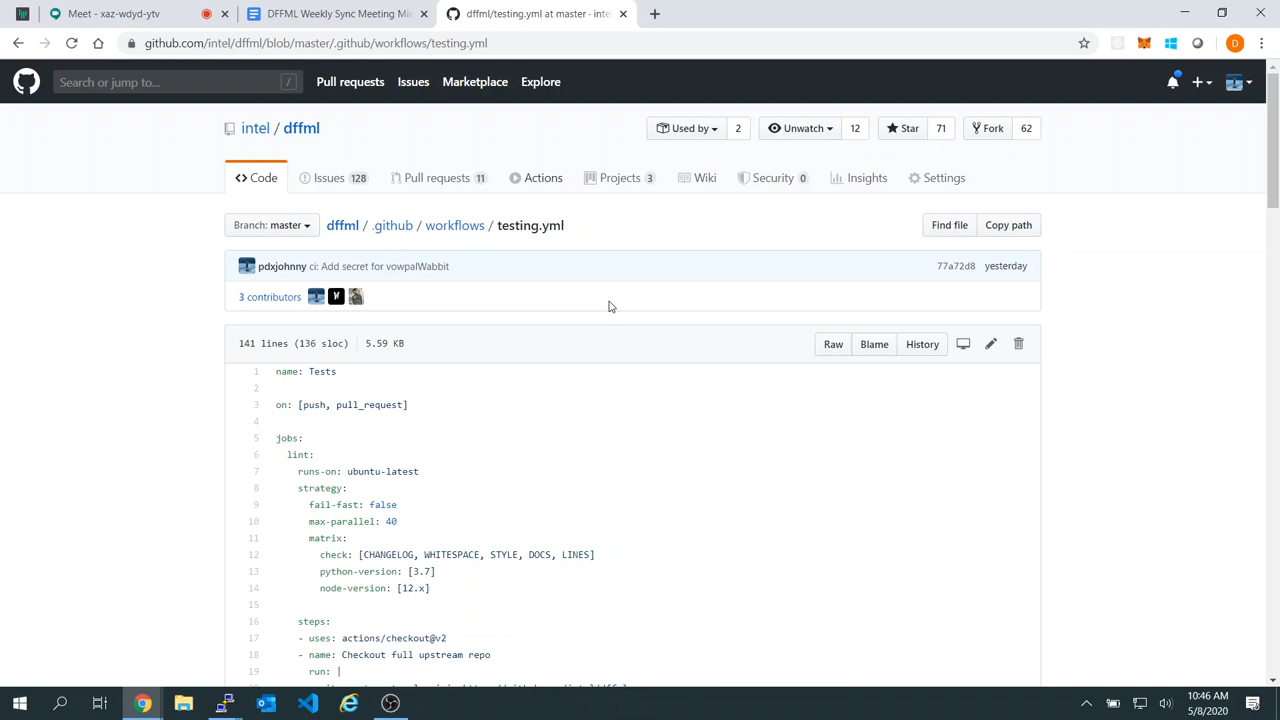 Meet - xaz-wdyd-ytv
DFFML Weekly Sync Meeting Min
dffml/testing.yml at master · inte
github.com/intel/dffml/blob/master/.github/workflows/testing.yml
D
Search or jump to...
/
Pull requests
Issues
Marketplace
Explore
intel / dffml
Used by 2
Unwatch 12
Star 71
Fork 62
Code
Issues 128
Pull requests 11
Actions
Projects 3
Wiki
Security 0
Insights
Settings
Branch: master
dffml / .github / workflows / testing.yml
Find file
Copy path
pdxjohnny ci: Add secret for vowpalWabbit
77a72d8 yesterday
3 contributors
141 lines (136 sloc) 5.59 KB
Raw
Blame
History
1 name: Tests
2
3 on: [push, pull_request]
4
5 jobs:
6 lint:
7 runs-on: ubuntu-latest
8 strategy:
9 fail-fast: false
10 max-parallel: 40
11 matrix:
12 check: [CHANGELOG, WHITESPACE, STYLE, DOCS, LINES]
13 python-version: [3.7]
14 node-version: [12.x]
15
16 steps:
17 - uses: actions/checkout@v2
18 - name: Checkout full upstream repo
19 run: |
10:46 AM
5/8/2020